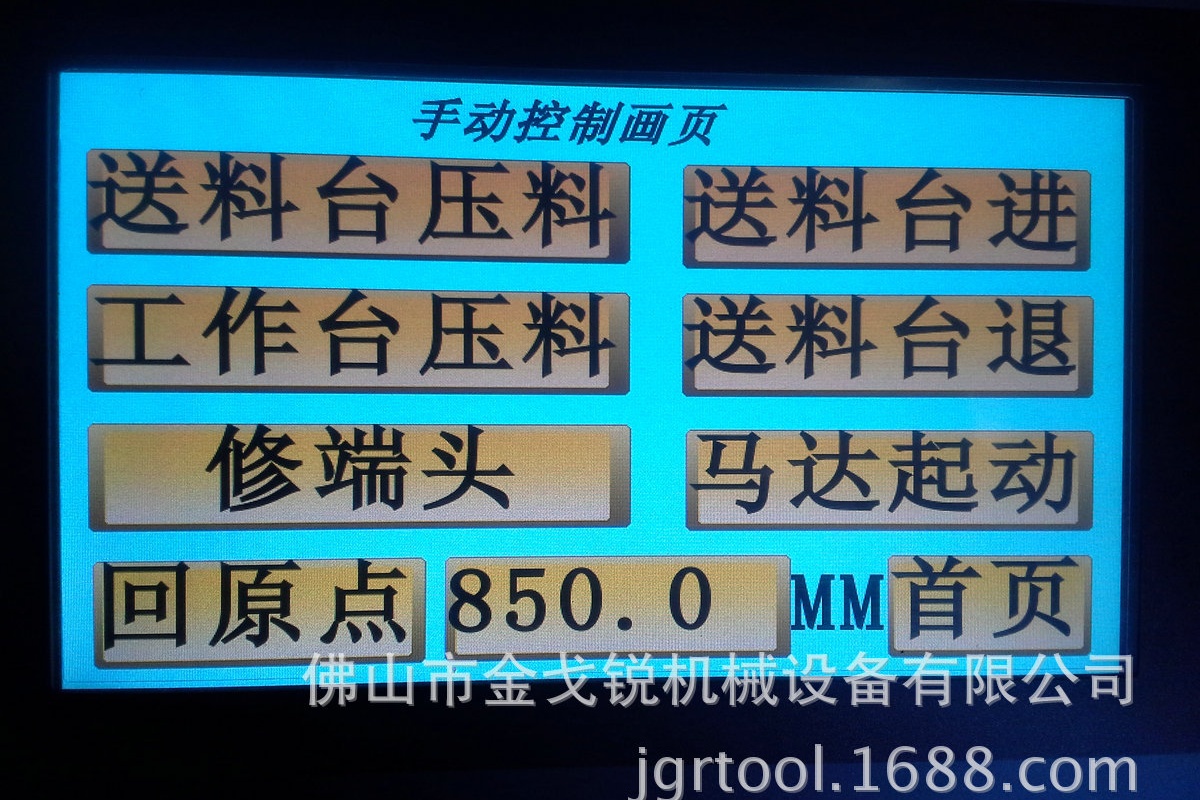 手动控制画页
送料台压料 送料台进
工作台压料 送料台退
修端头 马达起动
回原点 850.0 MM 首页
佛山市金戈锐机械设备有限公司
jgrtool.1688.com